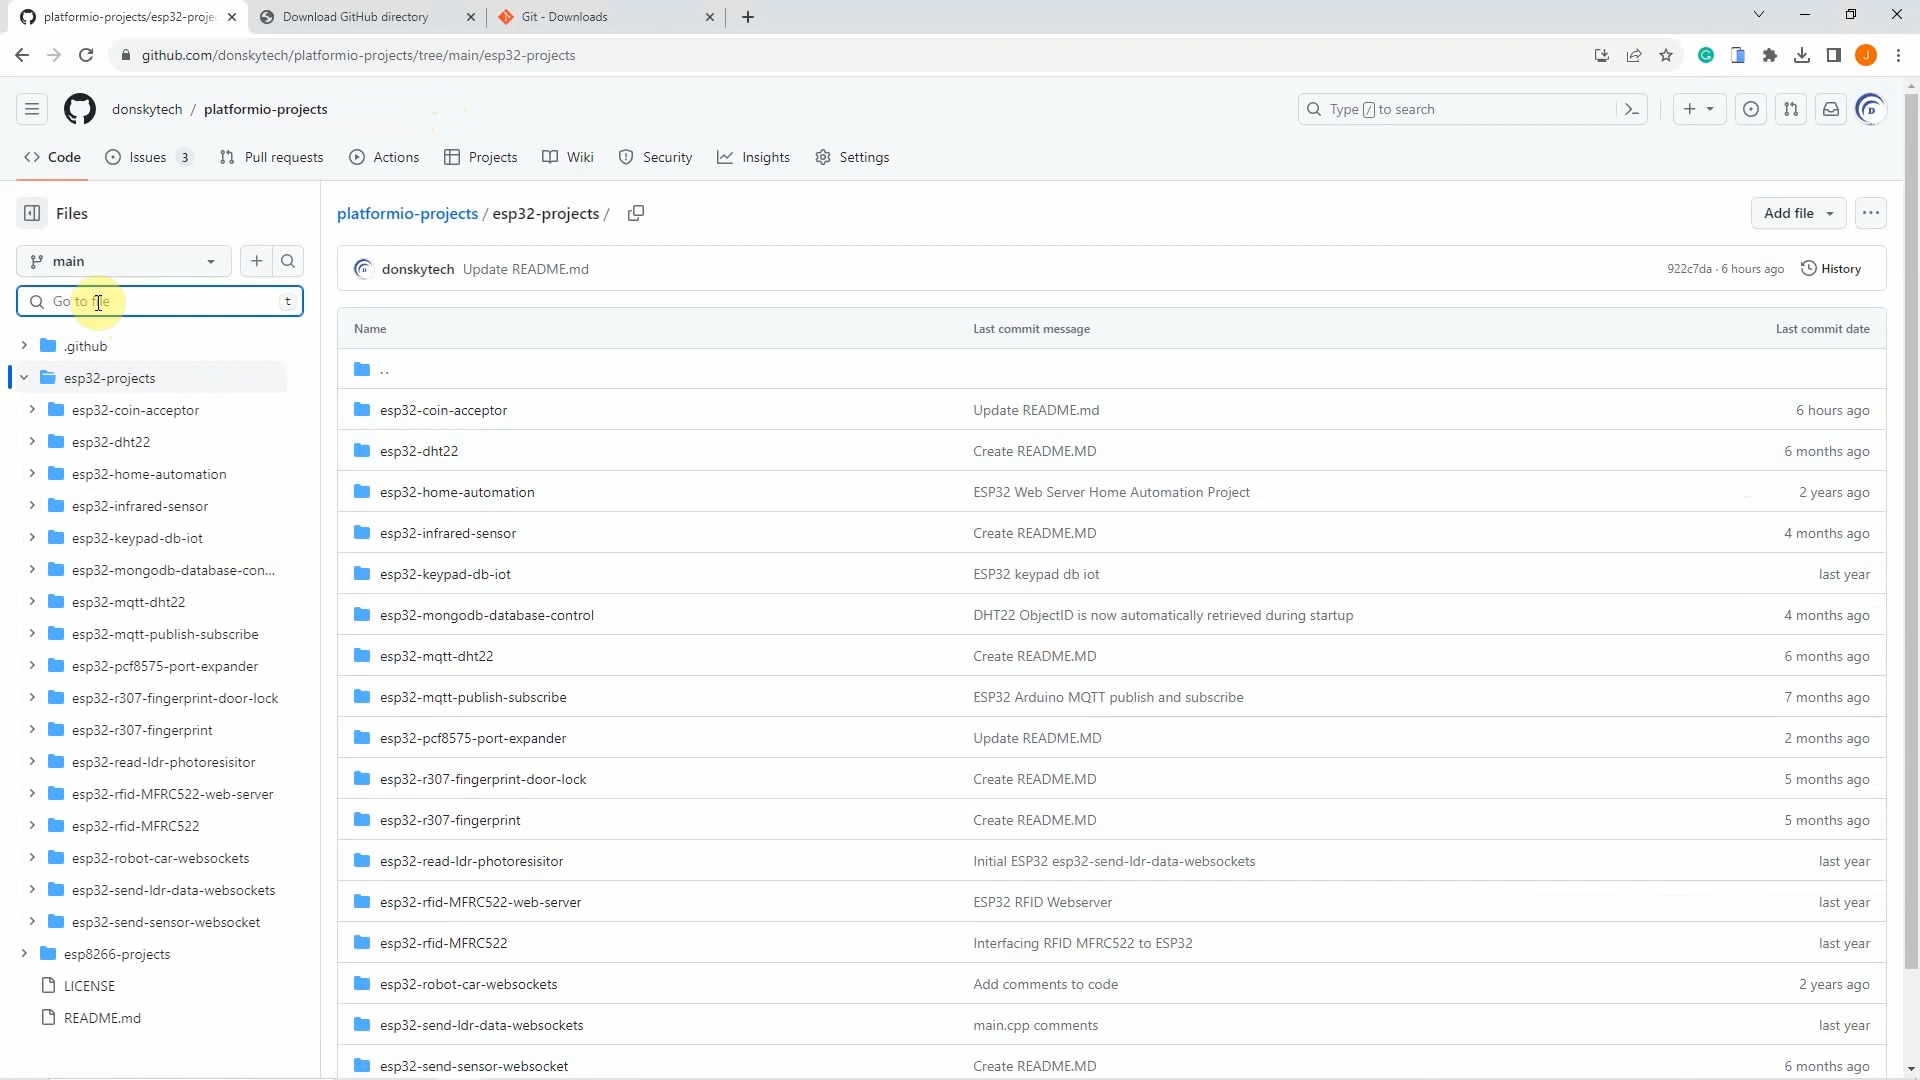 platformio-projects/esp32-proje
Download GitHub directory
Git - Downloads
github.com/donskytech/platformio-projects/tree/main/esp32-projects
J
donskytech / platformio-projects
Type / to search
Code
Issues 3
Pull requests
Actions
Projects
Wiki
Security
Insights
Settings
Files
main
Go to file t
.github
esp32-projects
esp32-coin-acceptor
esp32-dht22
esp32-home-automation
esp32-infrared-sensor
esp32-keypad-db-iot
esp32-mongodb-database-con...
esp32-mqtt-dht22
esp32-mqtt-publish-subscribe
esp32-pcf8575-port-expander
esp32-r307-fingerprint-door-lock
esp32-r307-fingerprint
esp32-read-ldr-photoresisitor
esp32-rfid-MFRC522-web-server
esp32-rfid-MFRC522
esp32-robot-car-websockets
esp32-send-ldr-data-websockets
esp32-send-sensor-websocket
esp8266-projects
LICENSE
README.md
platformio-projects / esp32-projects /
Add file
donskytech Update README.md 922c7da · 6 hours ago History
Name Last commit message Last commit date
..
esp32-coin-acceptor Update README.md 6 hours ago
esp32-dht22 Create README.MD 6 months ago
esp32-home-automation ESP32 Web Server Home Automation Project 2 years ago
esp32-infrared-sensor Create README.MD 4 months ago
esp32-keypad-db-iot ESP32 keypad db iot last year
esp32-mongodb-database-control DHT22 ObjectID is now automatically retrieved during startup 4 months ago
esp32-mqtt-dht22 Create README.MD 6 months ago
esp32-mqtt-publish-subscribe ESP32 Arduino MQTT publish and subscribe 7 months ago
esp32-pcf8575-port-expander Update README.MD 2 months ago
esp32-r307-fingerprint-door-lock Create README.MD 5 months ago
esp32-r307-fingerprint Create README.MD 5 months ago
esp32-read-ldr-photoresisitor Initial ESP32 esp32-send-ldr-data-websockets last year
esp32-rfid-MFRC522-web-server ESP32 RFID Webserver last year
esp32-rfid-MFRC522 Interfacing RFID MFRC522 to ESP32 last year
esp32-robot-car-websockets Add comments to code 2 years ago
esp32-send-ldr-data-websockets main.cpp comments last year
esp32-send-sensor-websocket Create README.MD 6 months ago